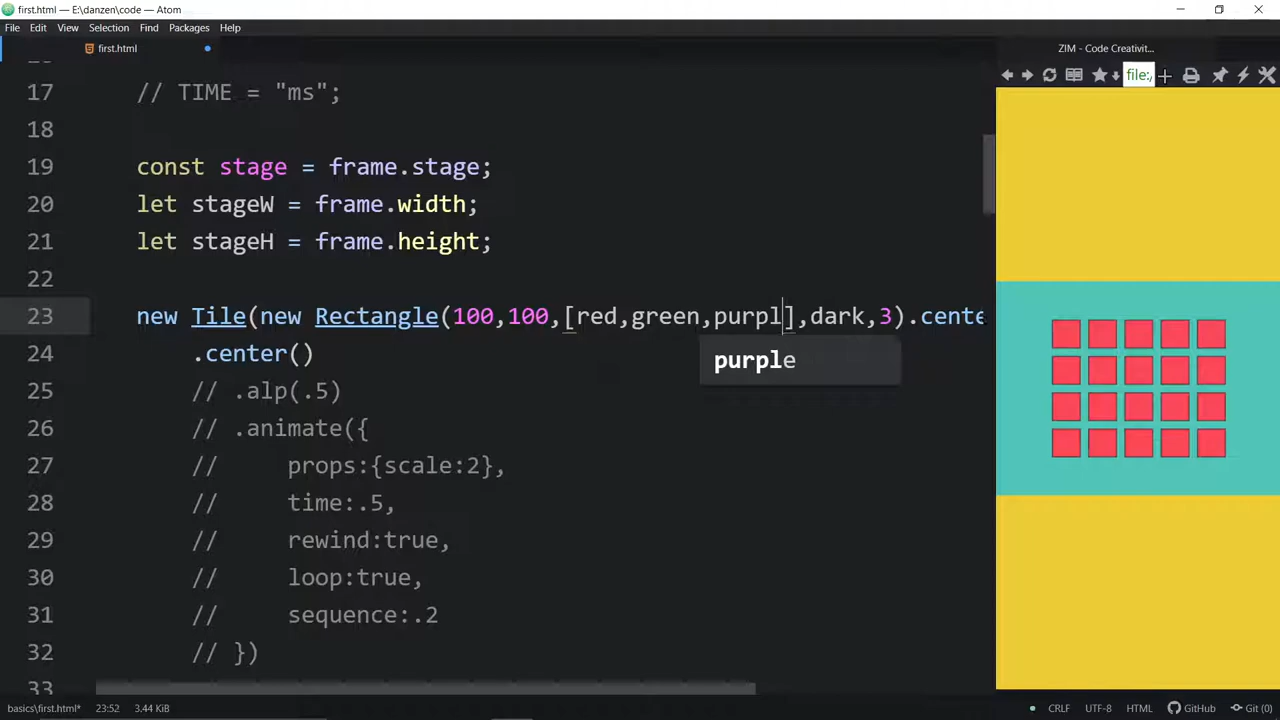 first.html — E:\danzen\code — Atom
File Edit View Selection Find Packages Help
first.html
ZIM - Code Creativit...
file:/
17 // TIME = "ms";
18
19 const stage = frame.stage;
20 let stageW = frame.width;
21 let stageH = frame.height;
22
23 new Tile(new Rectangle(100,100,[red,green,purpl],dark,3).cente
purple
24 .center()
25 // .alp(.5)
26 // .animate({
27 // props:{scale:2},
28 // time:.5,
29 // rewind:true,
30 // loop:true,
31 // sequence:.2
32 // })
33
basics\first.html* 23:52 3.44 KiB CRLF UTF-8 HTML GitHub Git (0)